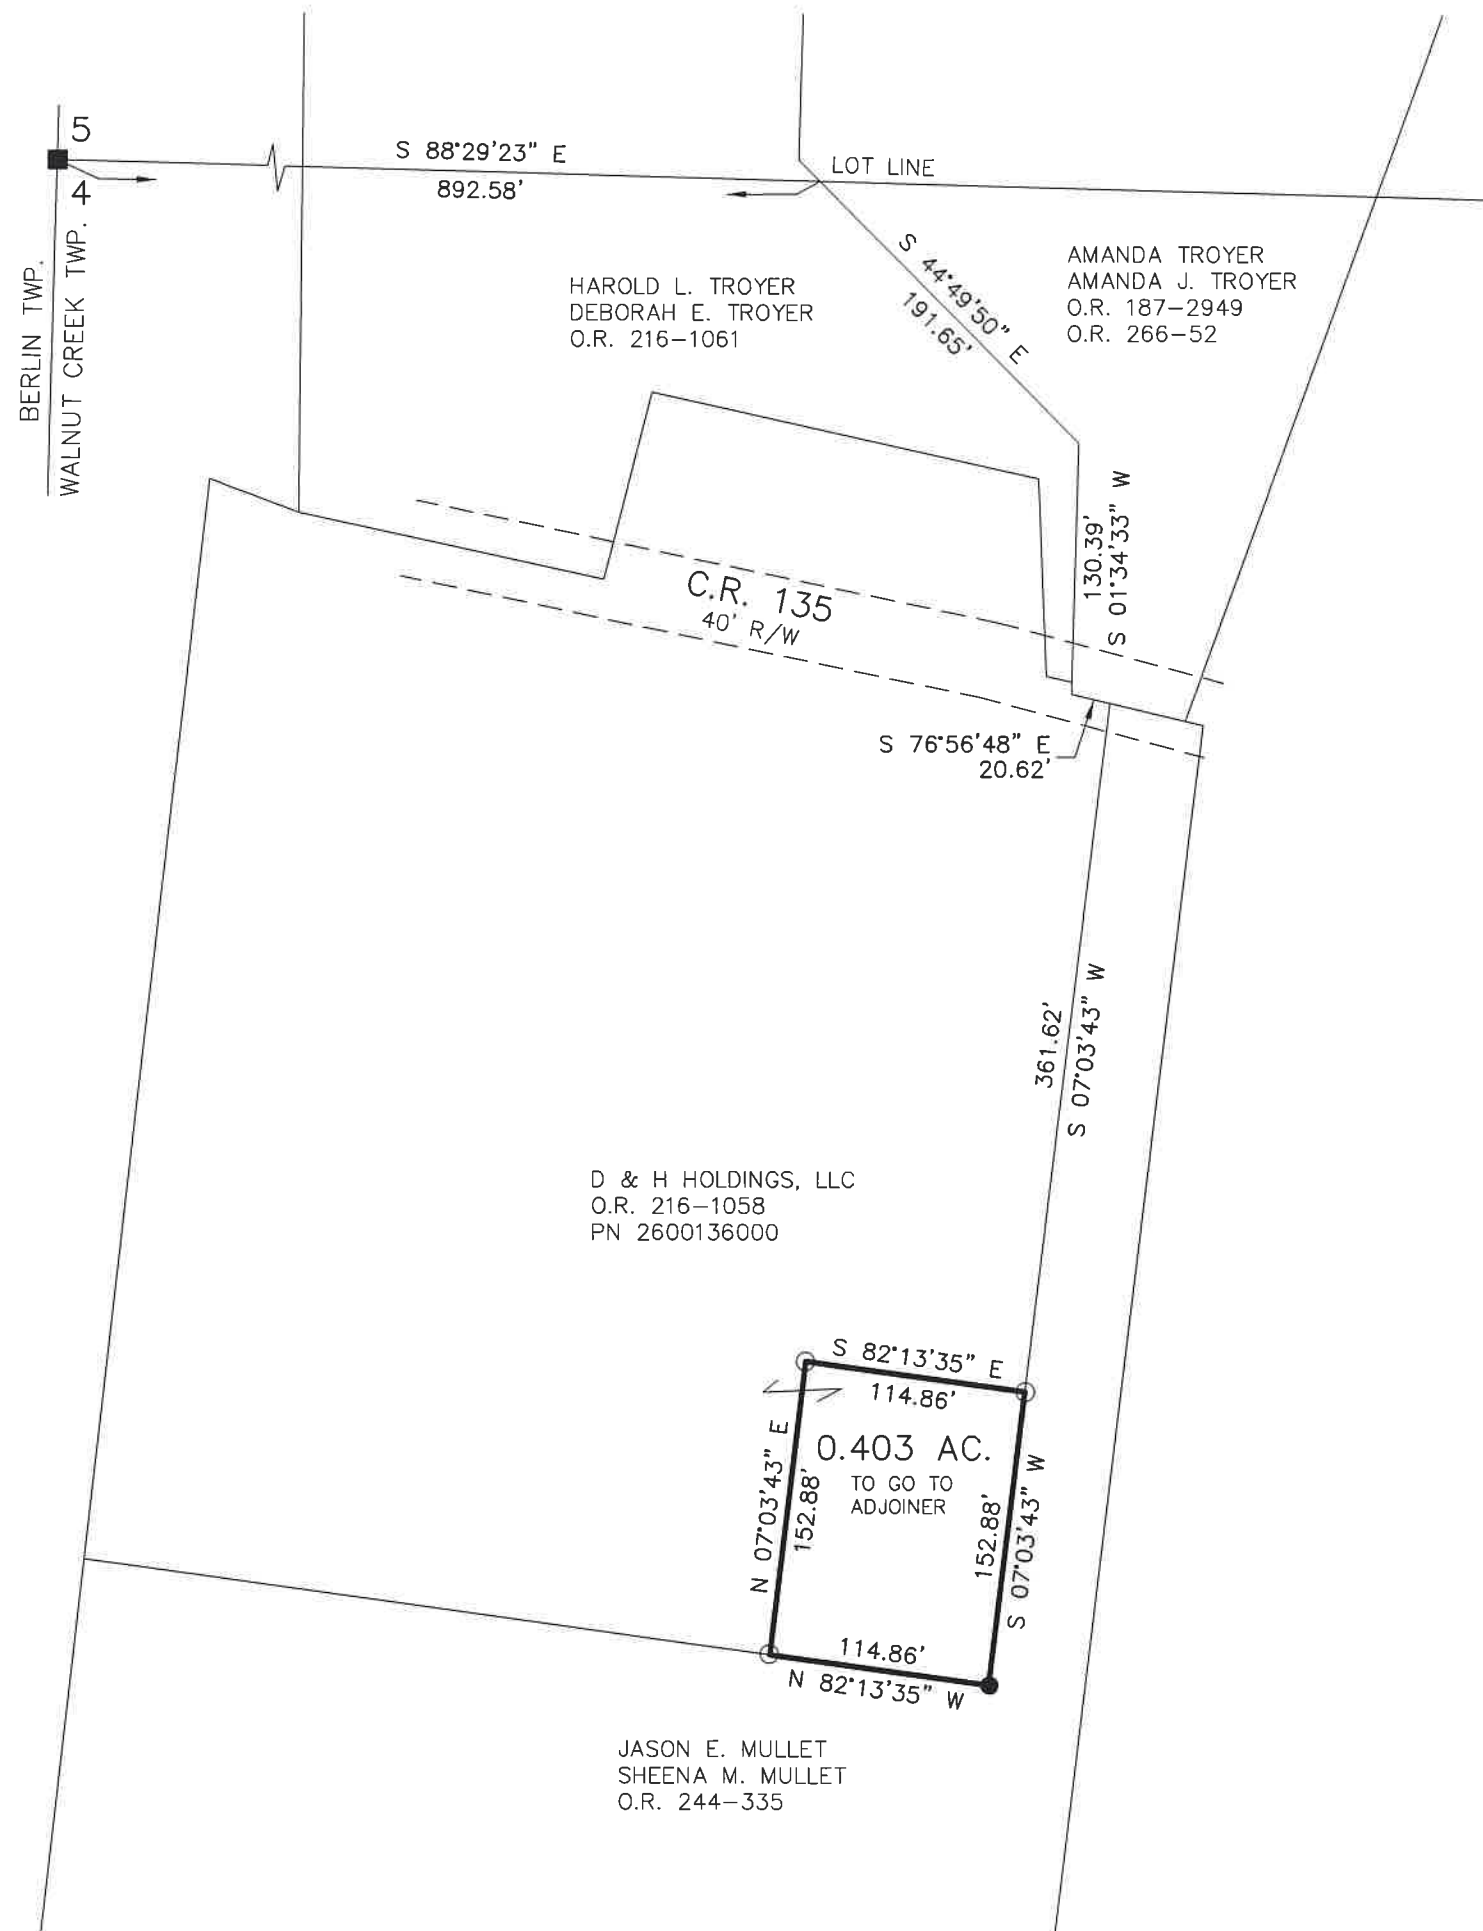 5
4
BERLIN TWP.
WALNUT CREEK TWP.
S 88°29'23" E
892.58'
LOT LINE
HAROLD L. TROYER
DEBORAH E. TROYER
O.R. 216-1061
S 44°49'50" E
191.65'
AMANDA TROYER
AMANDA J. TROYER
O.R. 187-2949
O.R. 266-52
130.39'
S 01°34'33" W
C.R. 135
40' R/W
S 76°56'48" E
20.62'
361.62'
S 07°03'43" W
D & H HOLDINGS, LLC
O.R. 216-1058
PN 2600136000
S 82°13'35" E
114.86'
N 07°03'43" E
152.88'
0.403 AC.
TO GO TO
ADJOINER
152.88'
S 07°03'43" W
114.86'
N 82°13'35" W
JASON E. MULLET
SHEENA M. MULLET
O.R. 244-335